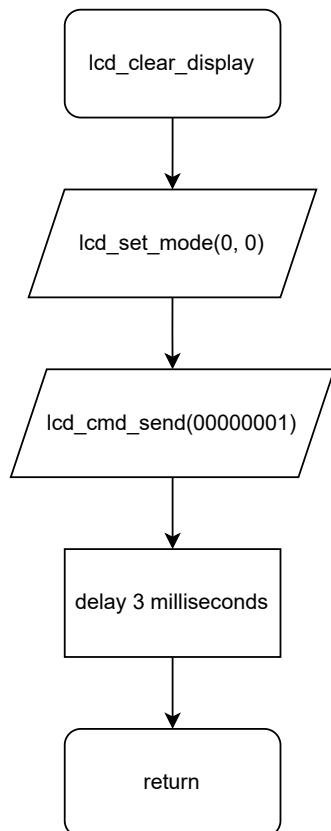 lcd_clear_display
lcd_set_mode(0, 0)
lcd_cmd_send(00000001)
delay 3 milliseconds
return